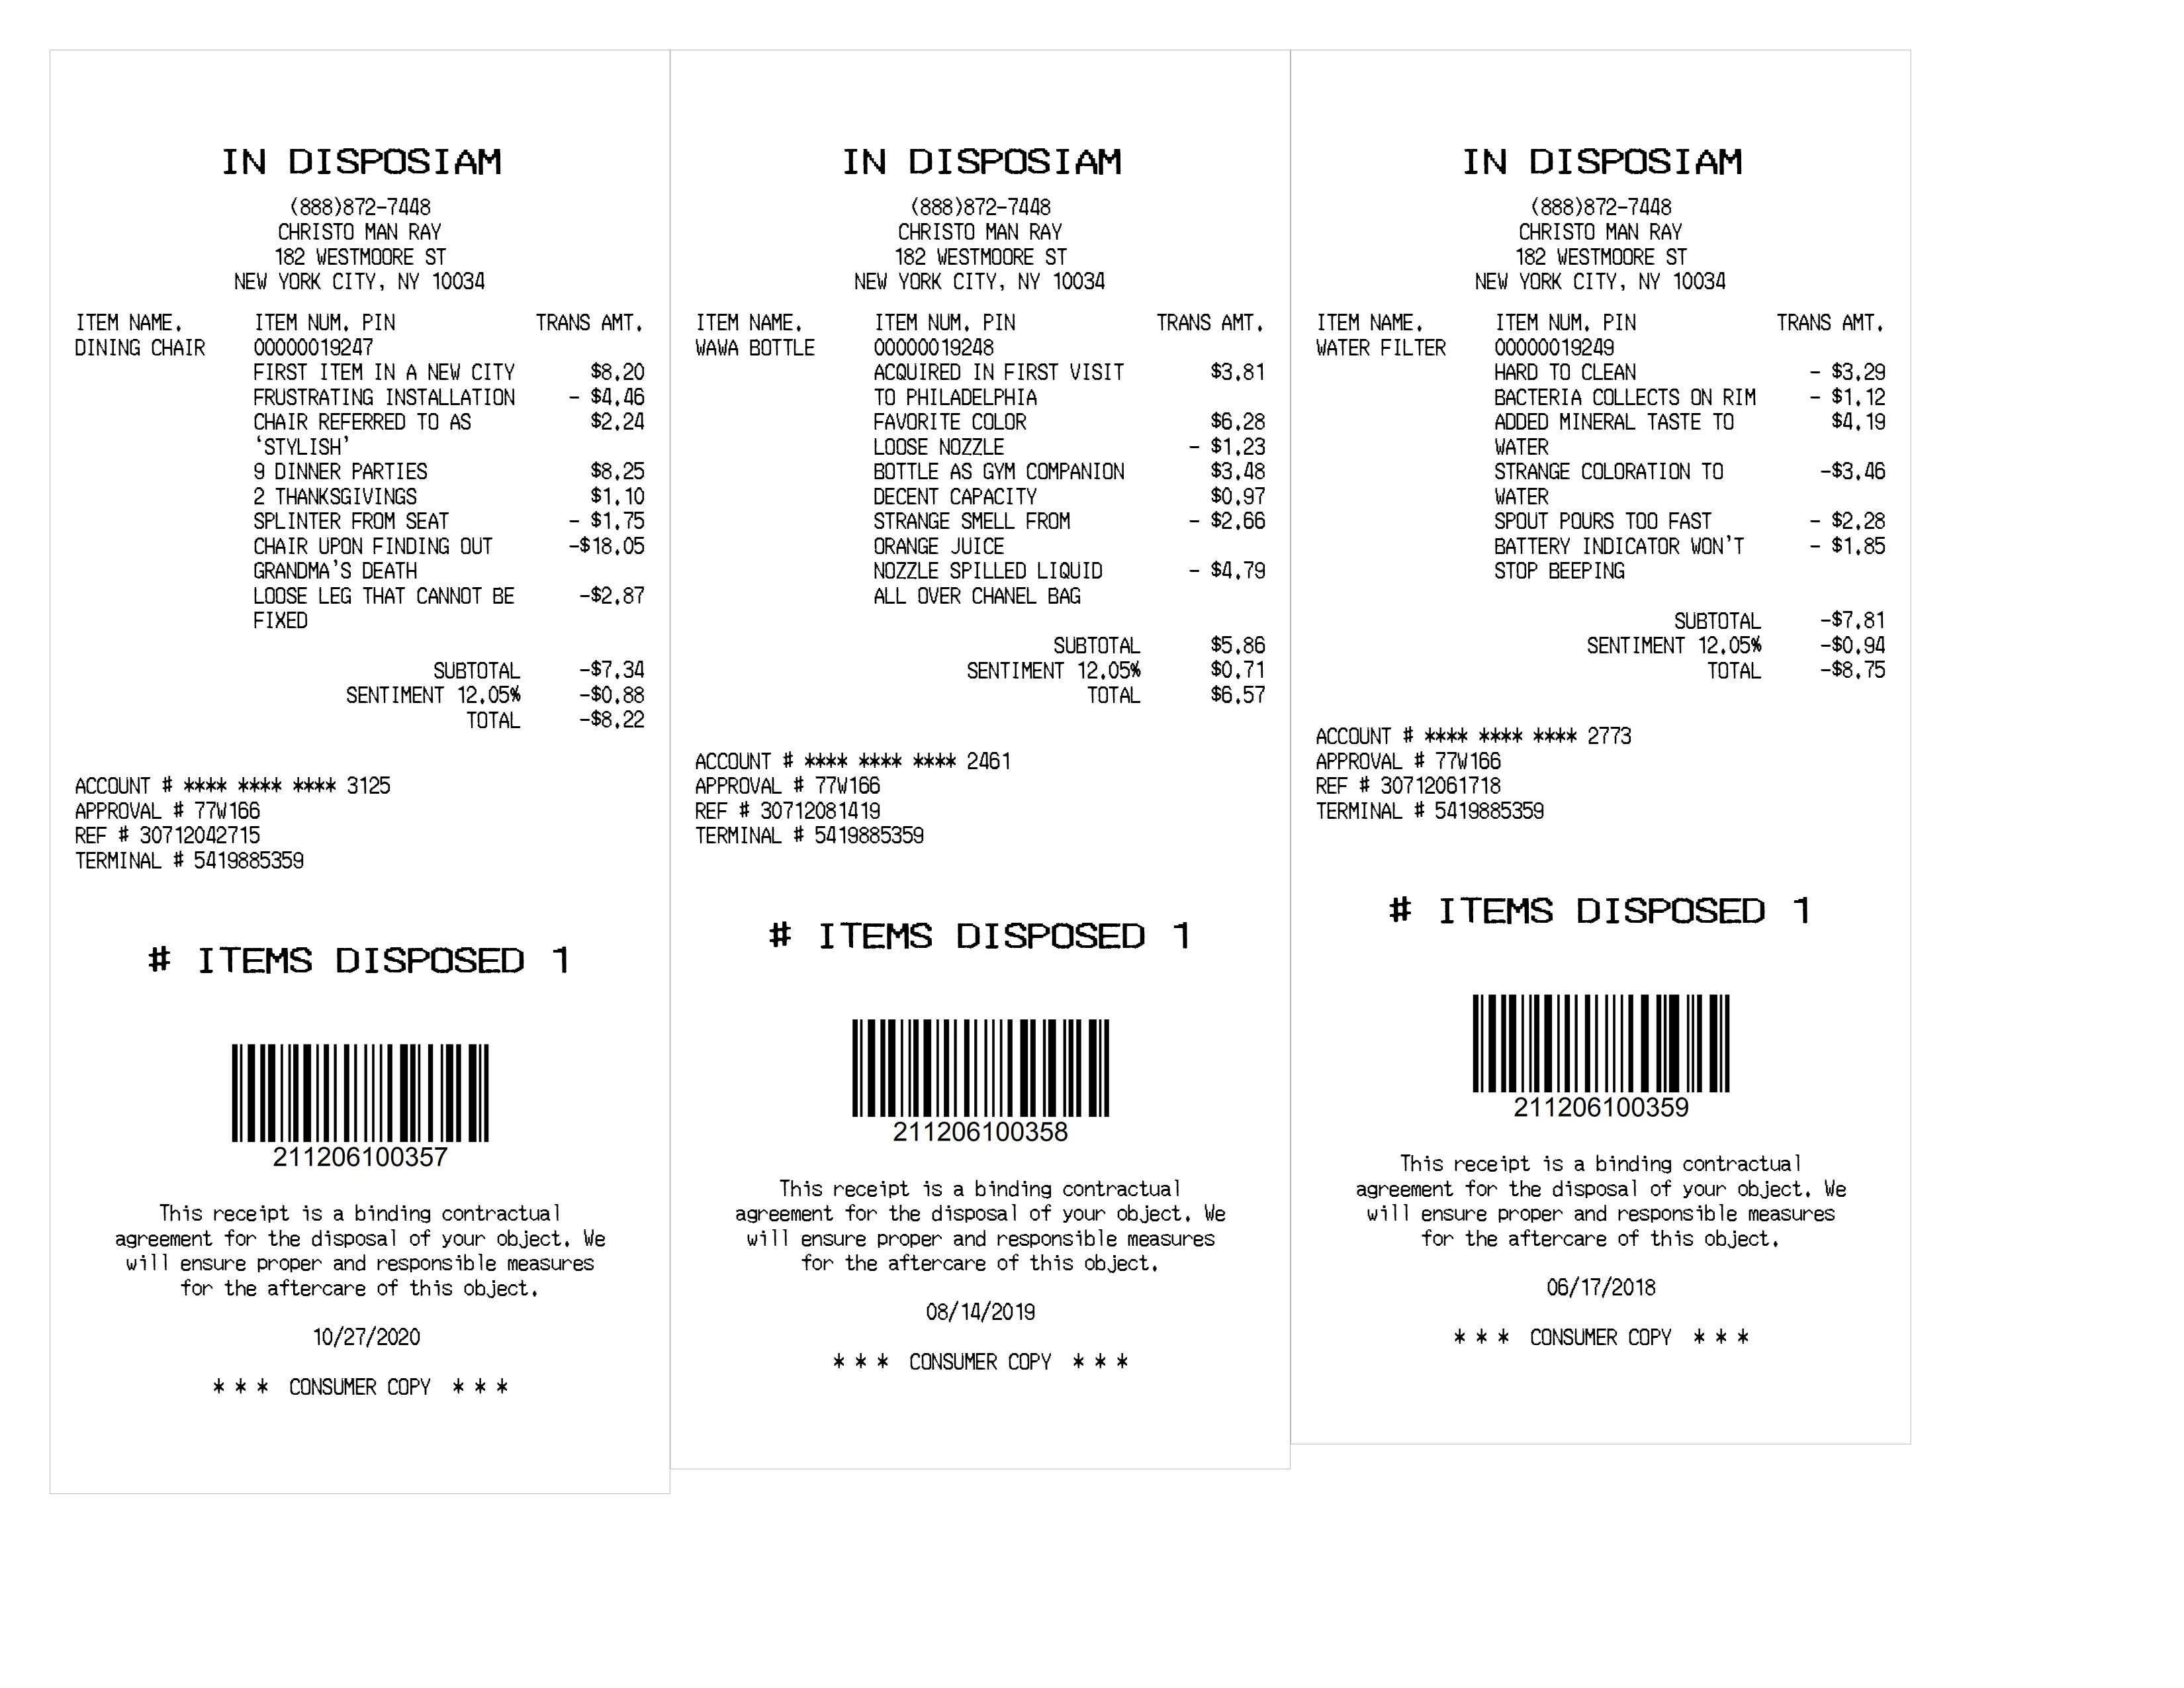 IN DISPOSIAM
(888)872-7448
CHRISTO MAN RAY
182 WESTMOORE ST
NEW YORK CITY, NY 10034
ITEM NAME. ITEM NUM. PIN TRANS AMT.
DINING CHAIR 00000019247
FIRST ITEM IN A NEW CITY $8.20
FRUSTRATING INSTALLATION - $4.46
CHAIR REFERRED TO AS $2.24
‘STYLISH’
9 DINNER PARTIES $8.25
2 THANKSGIVINGS $1.10
SPLINTER FROM SEAT - $1.75
CHAIR UPON FINDING OUT -$18.05
GRANDMA’S DEATH
LOOSE LEG THAT CANNOT BE -$2.87
FIXED
SUBTOTAL -$7.34
SENTIMENT 12.05% -$0.88
TOTAL -$8.22
ACCOUNT # **** **** **** 3125
APPROVAL # 77W166
REF # 30712042715
TERMINAL # 5419885359
# ITEMS DISPOSED 1
211206100357
This receipt is a binding contractual
agreement for the disposal of your object. We
will ensure proper and responsible measures
for the aftercare of this object.
10/27/2020
* * * CONSUMER COPY * * *
IN DISPOSIAM
(888)872-7448
CHRISTO MAN RAY
182 WESTMOORE ST
NEW YORK CITY, NY 10034
ITEM NAME. ITEM NUM. PIN TRANS AMT.
WAWA BOTTLE 00000019248
ACQUIRED IN FIRST VISIT $3.81
TO PHILADELPHIA
FAVORITE COLOR $6.28
LOOSE NOZZLE - $1.23
BOTTLE AS GYM COMPANION $3.48
DECENT CAPACITY $0.97
STRANGE SMELL FROM - $2.66
ORANGE JUICE
NOZZLE SPILLED LIQUID - $4.79
ALL OVER CHANEL BAG
SUBTOTAL $5.86
SENTIMENT 12.05% $0.71
TOTAL $6.57
ACCOUNT # **** **** **** 2461
APPROVAL # 77W166
REF # 30712081419
TERMINAL # 5419885359
# ITEMS DISPOSED 1
211206100358
This receipt is a binding contractual
agreement for the disposal of your object. We
will ensure proper and responsible measures
for the aftercare of this object.
08/14/2019
* * * CONSUMER COPY * * *
IN DISPOSIAM
(888)872-7448
CHRISTO MAN RAY
182 WESTMOORE ST
NEW YORK CITY, NY 10034
ITEM NAME. ITEM NUM. PIN TRANS AMT.
WATER FILTER 00000019249
HARD TO CLEAN - $3.29
BACTERIA COLLECTS ON RIM - $1.12
ADDED MINERAL TASTE TO $4.19
WATER
STRANGE COLORATION TO -$3.46
WATER
SPOUT POURS TOO FAST - $2.28
BATTERY INDICATOR WON’T - $1.85
STOP BEEPING
SUBTOTAL -$7.81
SENTIMENT 12.05% -$0.94
TOTAL -$8.75
ACCOUNT # **** **** **** 2773
APPROVAL # 77W166
REF # 30712061718
TERMINAL # 5419885359
# ITEMS DISPOSED 1
211206100359
This receipt is a binding contractual
agreement for the disposal of your object. We
will ensure proper and responsible measures
for the aftercare of this object.
06/17/2018
* * * CONSUMER COPY * * *